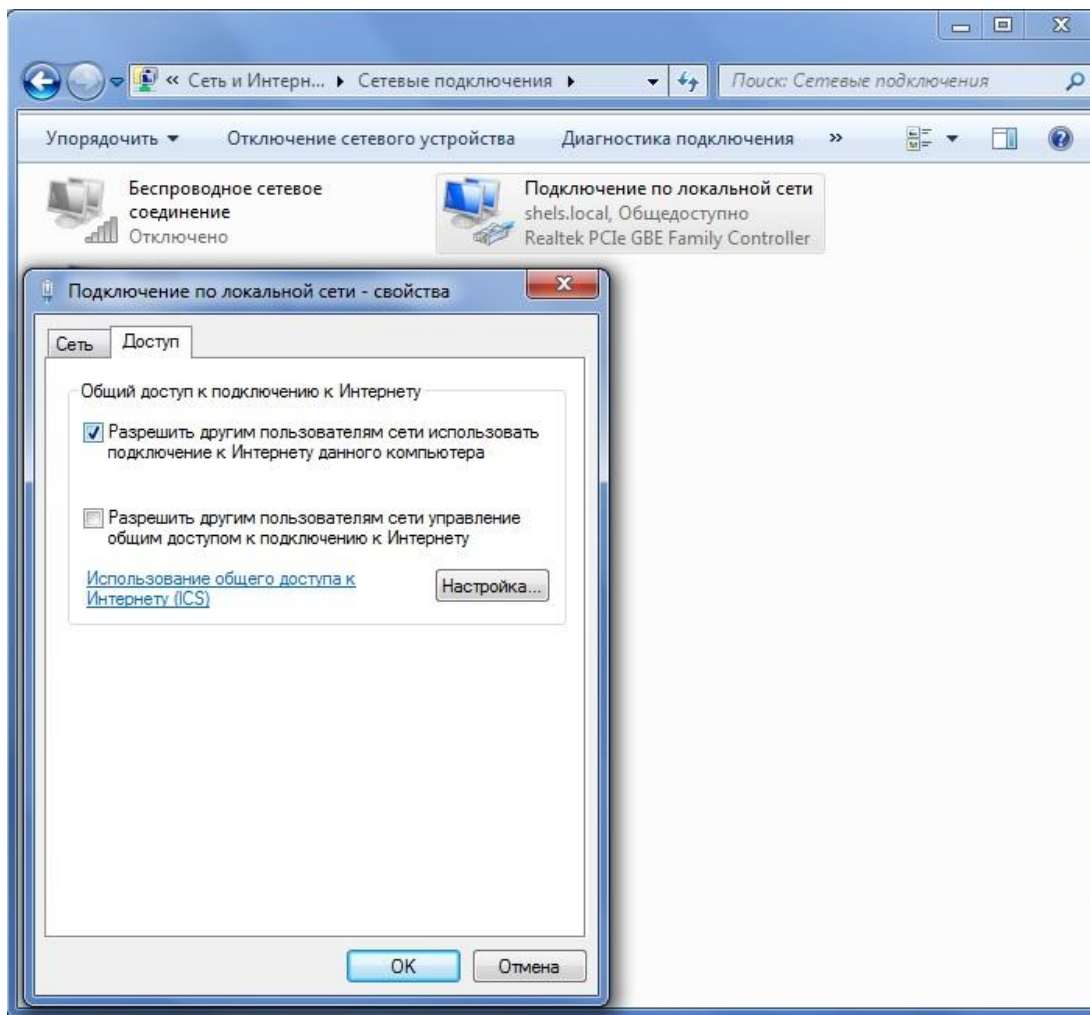 « Сеть и Интерн... Сетевые подключения Поиск: Сетевые подключения
Упорядочить Отключение сетевого устройства Диагностика подключения »
Беспроводное сетевое
соединение
Отключено
Подключение по локальной сети
shels.local, Общедоступно
Realtek PCIe GBE Family Controller
Подключение по локальной сети - свойства
Сеть Доступ
Общий доступ к подключению к Интернету
Разрешить другим пользователям сети использовать
подключение к Интернету данного компьютера
Разрешить другим пользователям сети управление
общим доступом к подключению к Интернету
Использование общего доступа к
Интернету (ICS)
Настройка...
OK Отмена